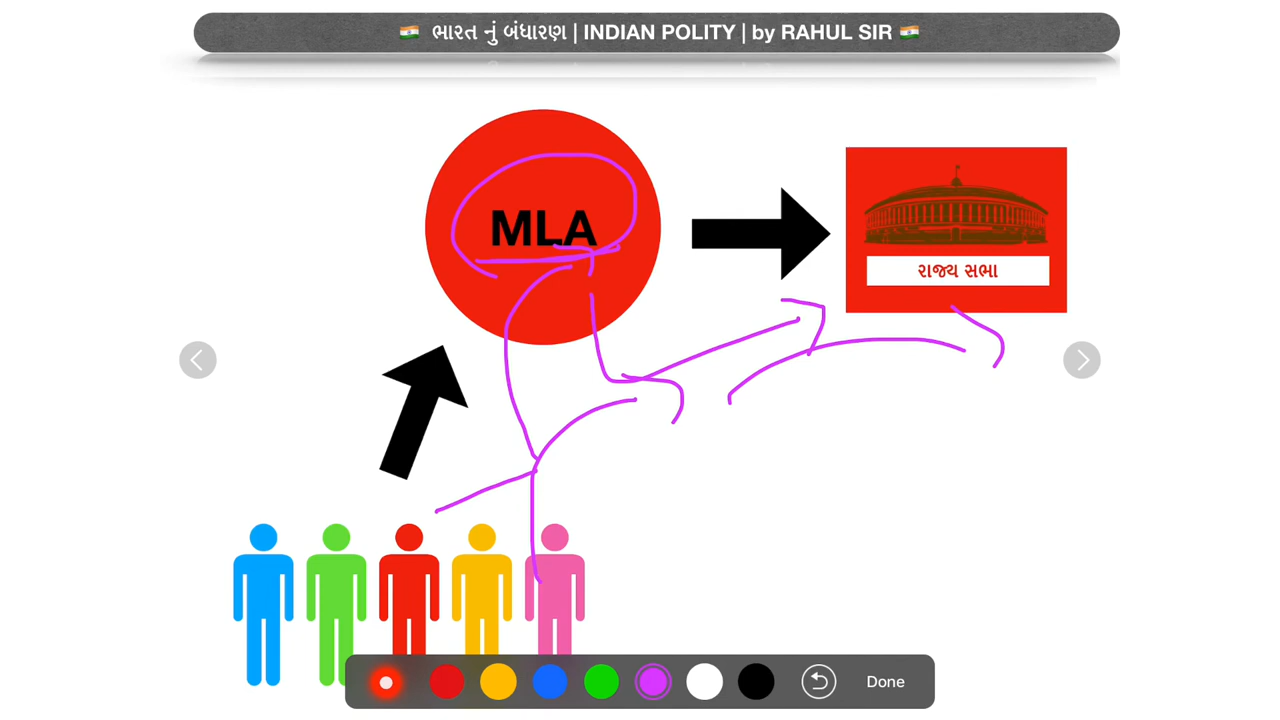 ભારત નું બંધારણ | INDIAN POLITY | by RAHUL SIR
MLA
રાજ્ય સભા
Done